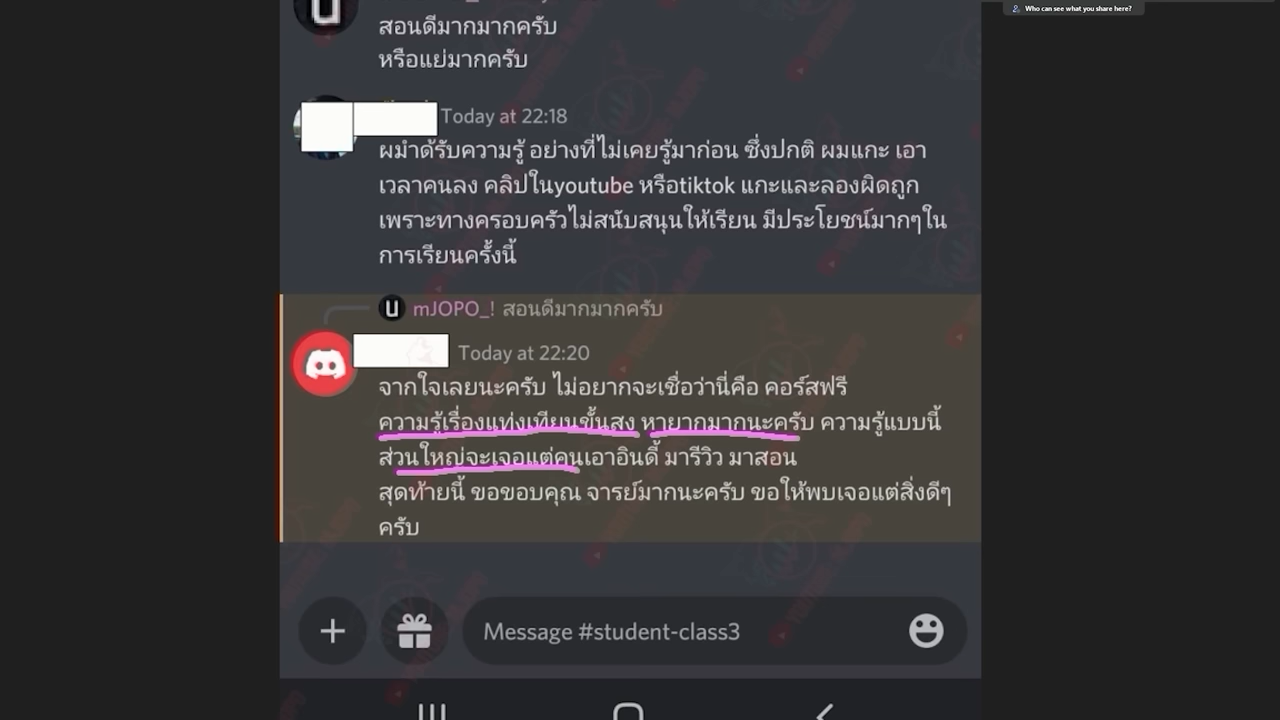 Who can see what you share here?
สอนดีมากมากครับ
หรือแย่มากครับ
Today at 22:18
ผมำด้รับความรู้ อย่างที่ไม่เคยรู้มาก่อน ซึ่งปกติ ผมแกะ เอา
เวลาคนลง คลิปในyoutube หรือtiktok แกะและลองผิดถูก
เพราะทางครอบครัวไม่สนับสนุนให้เรียน มีประโยชน์มากๆใน
การเรียนครั้งนี้
mJOPO_! สอนดีมากมากครับ
Today at 22:20
จากใจเลยนะครับ ไม่อยากจะเชื่อว่านี่คือ คอร์สฟรี
ความรู้เรื่องแท่งเทียนขั้นสูง หายากมากนะครับ ความรู้แบบนี้
ส่วนใหญ่จะเจอแต่คนเอาอินดี้ มารีวิว มาสอน
สุดท้ายนี้ ขอขอบคุณ จารย์มากนะครับ ขอให้พบเจอแต่สิ่งดีๆ
ครับ
Message #student-class3